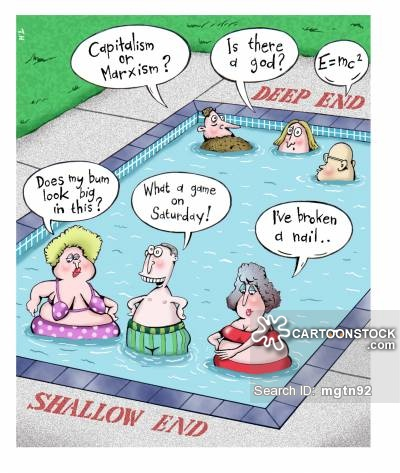 Capitalism
or
Marxism?
Is there
a god?
E=mc²
DEEP END
Does my bum
look big
in this?
What a game
on
Saturday!
I've broken
a nail..
SHALLOW END
T.H
CARTOONSTOCK
.com
Search ID: mgtn92